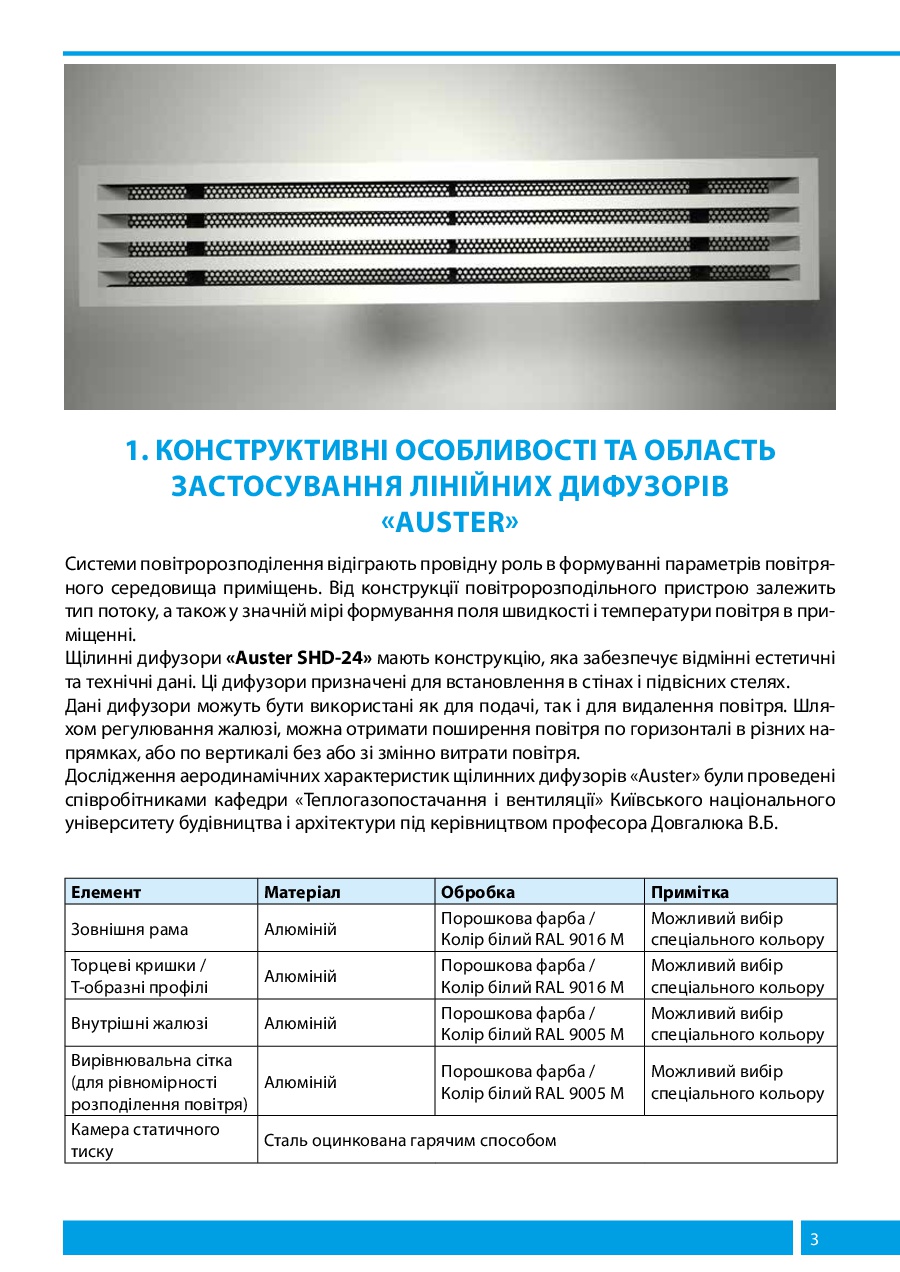 1. КОНСТРУКТИВНІ ОСОБЛИВОСТІ ТА ОБЛАСТЬ
ЗАСТОСУВАННЯ ЛІНІЙНИХ ДИФУЗОРІВ
«AUSTER»
Системи повітророзподілення відіграють провідну роль в формуванні параметрів повітря-
ного середовища приміщень. Від конструкції повітророзподільного пристрою залежить
тип потоку, а також у значній мірі формування поля швидкості і температури повітря в при-
міщенні.
Щілинні дифузори «Auster SHD-24» мають конструкцію, яка забезпечує відмінні естетичні
та технічні дані. Ці дифузори призначені для встановлення в стінах і підвісних стелях.
Дані дифузори можуть бути використані як для подачі, так і для видалення повітря. Шля-
хом регулювання жалюзі, можна отримати поширення повітря по горизонталі в різних на-
прямках, або по вертикалі без або зі змінно витрати повітря.
Дослідження аеродинамічних характеристик щілинних дифузорів «Auster» були проведені
співробітниками кафедри «Теплогазопостачання і вентиляції» Київського національного
університету будівництва і архітектури під керівництвом професора Довгалюка В.Б.
Елемент Матеріал Обробка Примітка
Зовнішня рама Алюміній Порошкова фарба / Можливий вибір
Колір білий RAL 9016 М спеціального кольору
Торцеві кришки / Алюміній Порошкова фарба / Можливий вибір
Т-образні профілі Колір білий RAL 9016 М спеціального кольору
Внутрішні жалюзі Алюміній Порошкова фарба / Можливий вибір
Колір білий RAL 9005 М спеціального кольору
Вирівнювальна сітка
(для рівномірності Алюміній Порошкова фарба / Можливий вибір
розподілення повітря) Колір білий RAL 9005 М спеціального кольору
Камера статичного Сталь оцинкована гарячим способом
тиску
3